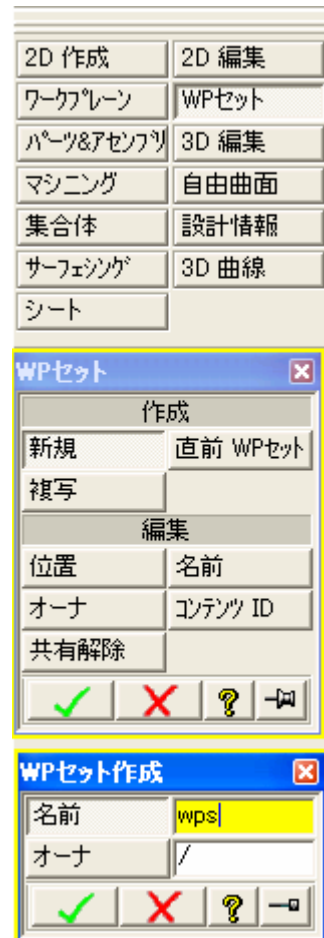 2D 作成 2D 編集
ワークプレーン WPセット
パーツ&アセンブリ 3D 編集
マシニング 自由曲面
集合体 設計情報
サーフェシング 3D 曲線
シート
WPセット
作成
新規 直前 WPセット
複写
編集
位置 名前
オーナ コンテンツ ID
共有解除
WPセット作成
名前 wps
オーナ /